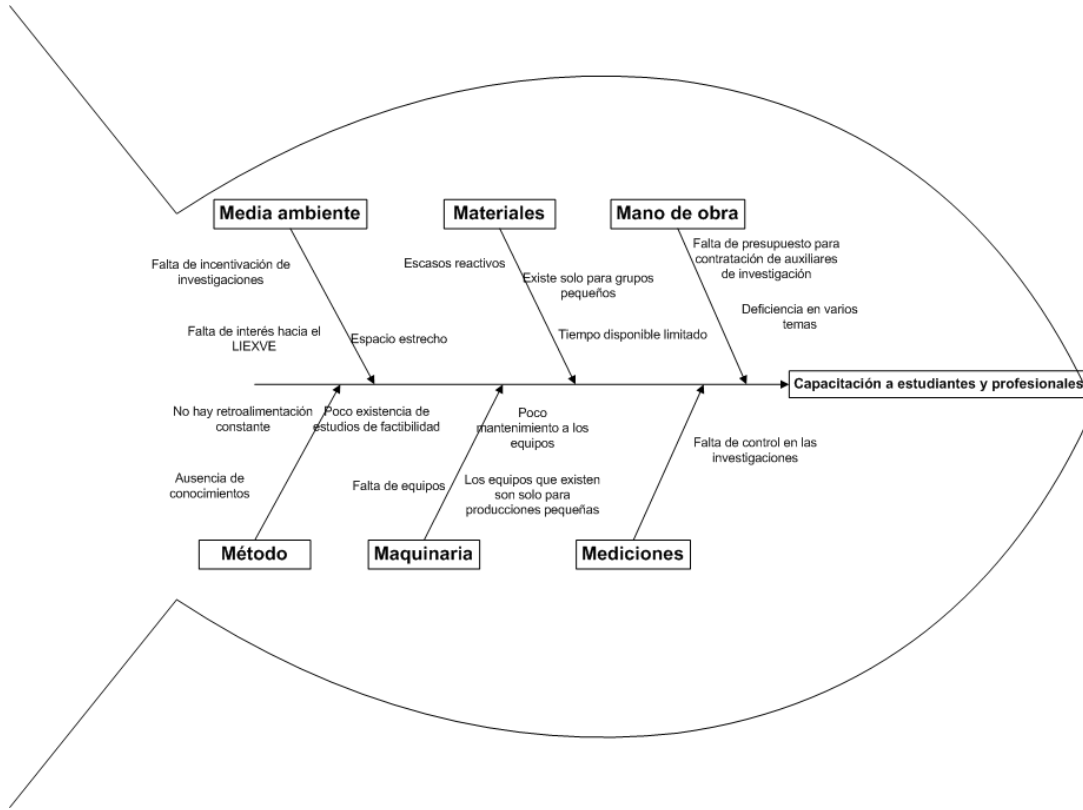 Media ambiente
Materiales
Mano de obra
Falta de incentivación de
investigaciones
Falta de interés hacia el
LIEXVE
Espacio estrecho
Escasos reactivos
Existe solo para grupos
pequeños
Tiempo disponible limitado
Falta de presupuesto para
contratación de auxiliares
de investigación
Deficiencia en varios
temas
Capacitación a estudiantes y profesionales
No hay retroalimentación
constante
Ausencia de
conocimientos
Poco existencia de
estudios de factibilidad
Falta de equipos
Poco
mantenimiento a los
equipos
Los equipos que existen
son solo para
producciones pequeñas
Falta de control en las
investigaciones
Método
Maquinaria
Mediciones